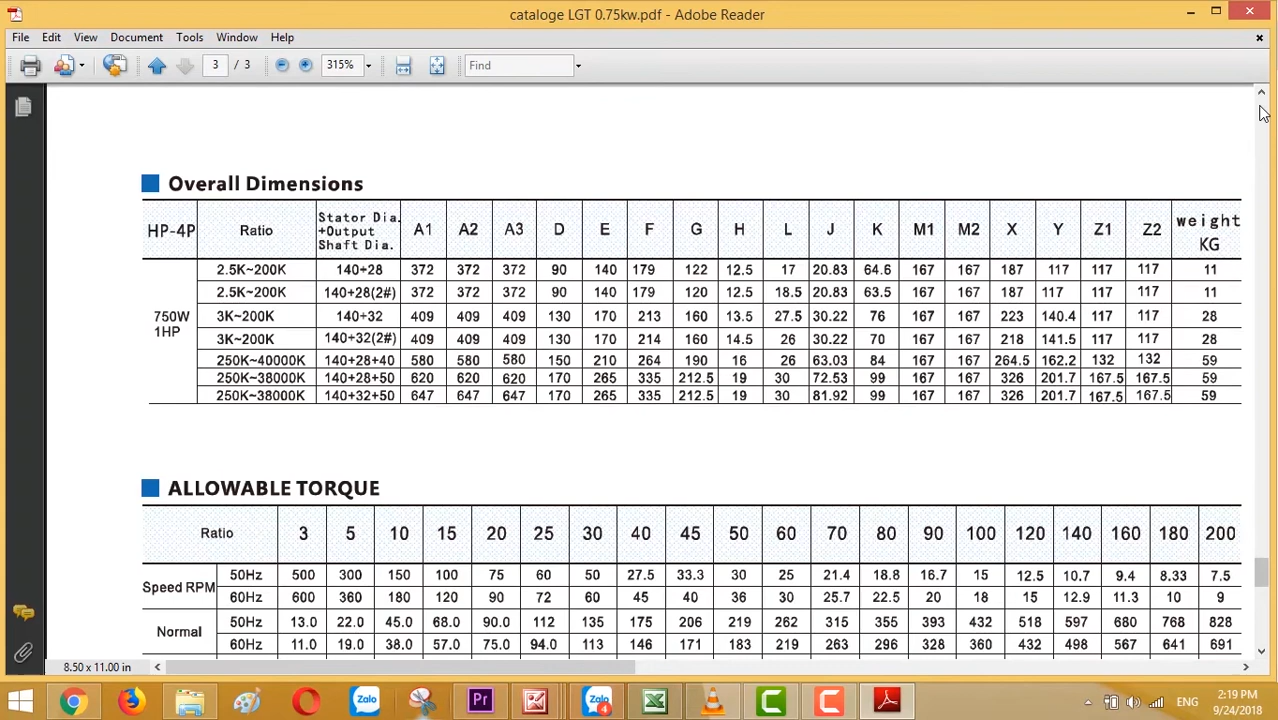 cataloge LGT 0.75kw.pdf - Adobe Reader
File Edit View Document Tools Window Help
3 / 3 315% Find
Overall Dimensions
HP-4P Ratio Stator Dia. +Output Shaft Dia. A1 A2 A3 D E F G H L J K M1 M2 X Y Z1 Z2 weight KG
750W 1HP
2.5K~200K 140+28 372 372 372 90 140 179 122 12.5 17 20.83 64.6 167 167 187 117 117 117 11
2.5K~200K 140+28(2#) 372 372 372 90 140 179 120 12.5 18.5 20.83 63.5 167 167 187 117 117 117 11
3K~200K 140+32 409 409 409 130 170 213 160 13.5 27.5 30.22 76 167 167 223 140.4 117 117 28
3K~200K 140+32(2#) 409 409 409 130 170 214 160 14.5 26 30.22 70 167 167 218 141.5 117 117 28
250K~40000K 140+28+40 580 580 580 150 210 264 190 16 26 63.03 84 167 167 264.5 162.2 132 132 59
250K~38000K 140+28+50 620 620 620 170 265 335 212.5 19 30 72.53 99 167 167 326 201.7 167.5 167.5 59
250K~38000K 140+32+50 647 647 647 170 265 335 212.5 19 30 81.92 99 167 167 326 201.7 167.5 167.5 59
ALLOWABLE TORQUE
Ratio 3 5 10 15 20 25 30 40 45 50 60 70 80 90 100 120 140 160 180 200
Speed RPM 50Hz 500 300 150 100 75 60 50 27.5 33.3 30 25 21.4 18.8 16.7 15 12.5 10.7 9.4 8.33 7.5
60Hz 600 360 180 120 90 72 60 45 40 36 30 25.7 22.5 20 18 15 12.9 11.3 10 9
Normal 50Hz 13.0 22.0 45.0 68.0 90.0 112 135 175 206 219 262 315 355 393 432 518 597 680 768 828
60Hz 11.0 19.0 38.0 57.0 75.0 94.0 113 146 171 183 219 263 296 328 360 432 498 567 641 691
8.50 x 11.00 in
Zalo Pr Zalo 4 ENG 2:19 PM
9/24/2018